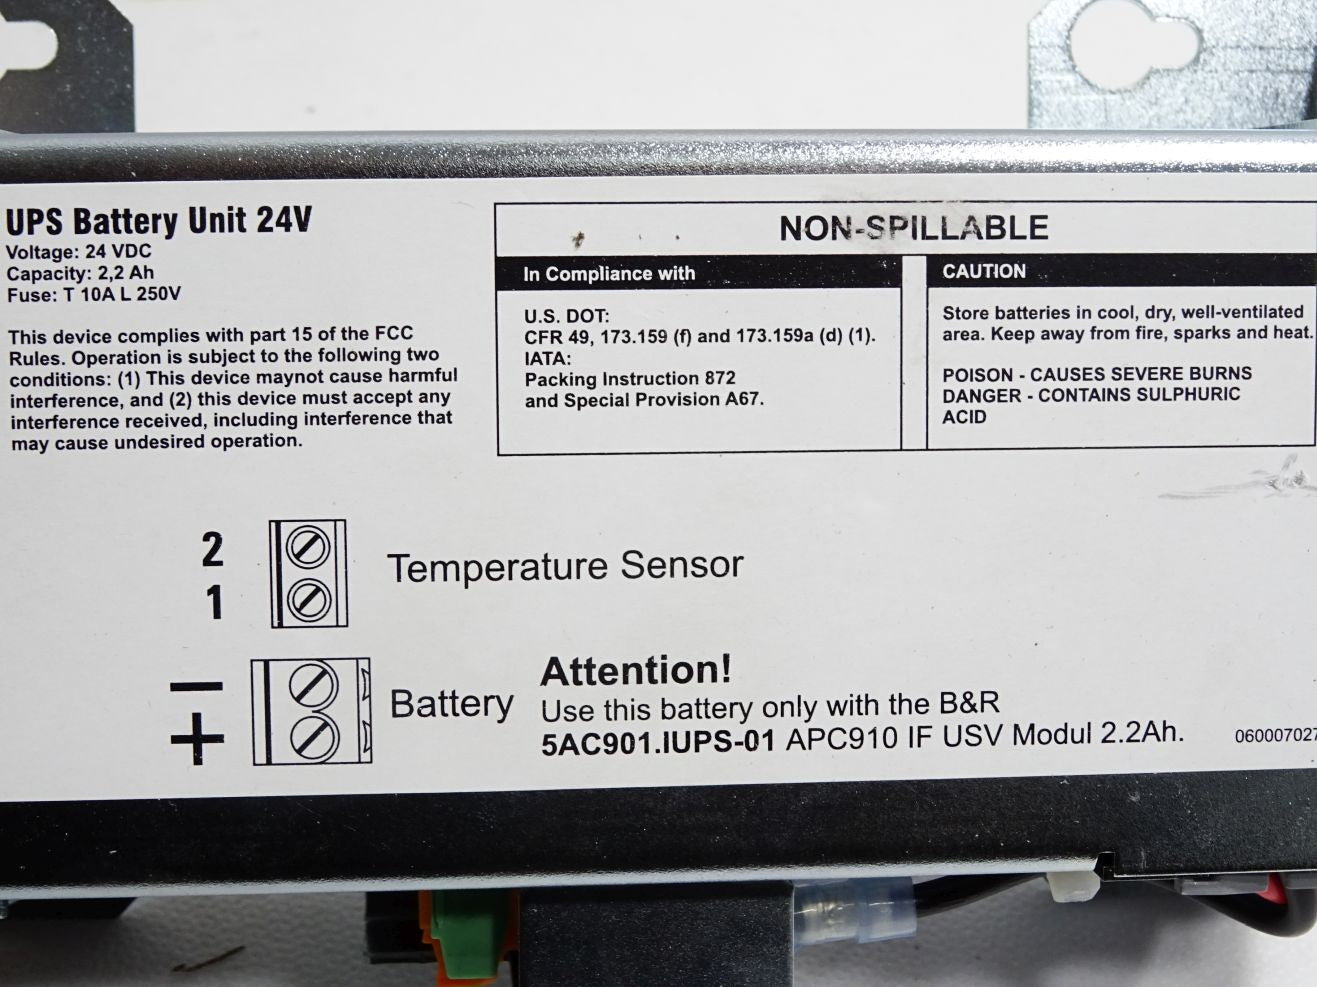 UPS Battery Unit 24V
Voltage: 24 VDC
Capacity: 2,2 Ah
Fuse: T 10A L 250V
This device complies with part 15 of the FCC
Rules. Operation is subject to the following two
conditions: (1) This device maynot cause harmful
interference, and (2) this device must accept any
interference received, including interference that
may cause undesired operation.
NON-SPILLABLE
In Compliance with
U.S. DOT:
CFR 49, 173.159 (f) and 173.159a (d) (1).
IATA:
Packing Instruction 872
and Special Provision A67.
CAUTION
Store batteries in cool, dry, well-ventilated
area. Keep away from fire, sparks and heat.
POISON - CAUSES SEVERE BURNS
DANGER - CONTAINS SULPHURIC
ACID
2
1
Temperature Sensor
−
+
Battery
Attention!
Use this battery only with the B&R
5AC901.IUPS-01 APC910 IF USV Modul 2.2Ah.
060007027